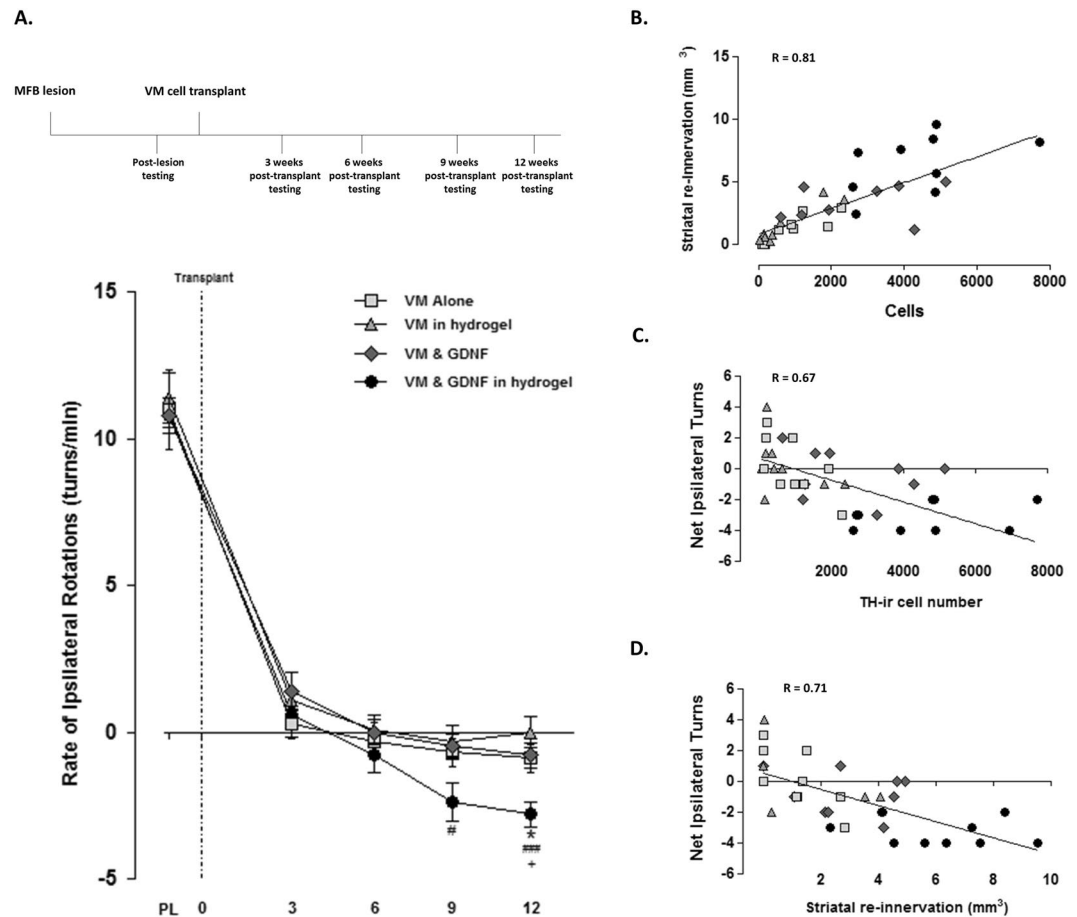 A.
MFB lesion
VM cell transplant
Post-lesion
testing
3 weeks
post-transplant
testing
6 weeks
post-transplant
testing
9 weeks
post-transplant
testing
12 weeks
post-transplant
testing
Transplant
15
10
5
0
-5
Rate of Ipsilateral Rotations (turns/min)
VM Alone
VM in hydrogel
VM & GDNF
VM & GDNF in hydrogel
#
*
###
+
PL 0 3 6 9 12
B.
R = 0.81
Striatal re-innervation (mm 3)
15
10
5
0
0 2000 4000 6000 8000
Cells
C.
R = 0.67
Net Ipsilateral Turns
6
4
2
0
-2
-4
-6
2000 4000 6000 8000
TH-ir cell number
D.
R = 0.71
Net Ipsilateral Turns
6
4
2
0
-2
-4
-6
2 4 6 8 10
Striatal re-innervation (mm3)